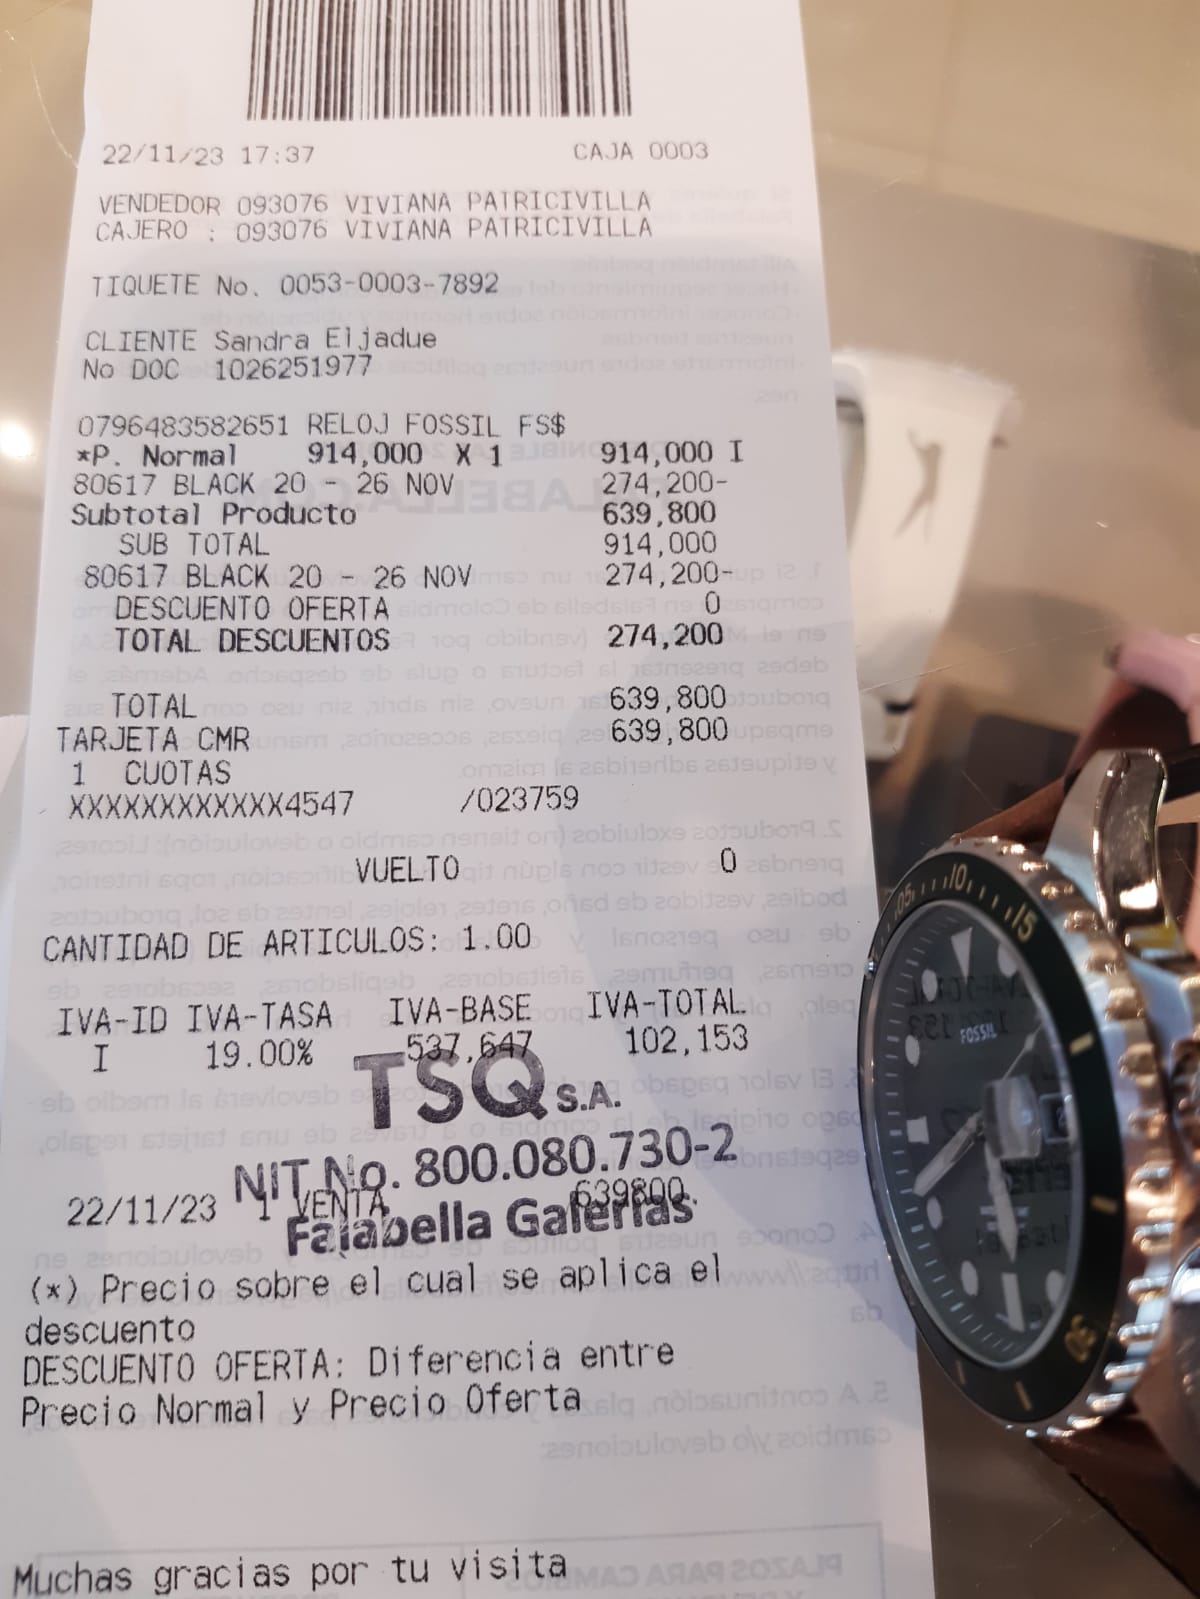 22/11/23 17:37 CAJA 0003
VENDEDOR 093076 VIVIANA PATRICIVILLA
CAJERO : 093076 VIVIANA PATRICIVILLA
TIQUETE No. 0053-0003-7892
CLIENTE Sandra Eljadue
No DOC 1026251977
0796483582651 RELOJ FOSSIL FS$
*P. Normal 914,000 X 1 914,000 I
80617 BLACK 20 - 26 NOV 274,200-
Subtotal Producto 639,800
SUB TOTAL 914,000
80617 BLACK 20 - 26 NOV 274,200-
DESCUENTO OFERTA 0
TOTAL DESCUENTOS 274,200
TOTAL 639,800
TARJETA CMR 639,800
1 CUOTAS
XXXXXXXXXXXX4547 /023759
VUELTO 0
CANTIDAD DE ARTICULOS: 1.00
IVA-ID IVA-TASA IVA-BASE IVA-TOTAL
I 19.00% 537,647 102,153
TSQ S.A.
NIT No. 800.080.730-2
22/11/23 1 VENTA 639800.
Falabella Galerias
(*) Precio sobre el cual se aplica el
descuento
DESCUENTO OFERTA: Diferencia entre
Precio Normal y Precio Oferta
Muchas gracias por tu visita
05 10 15
FOSSIL
30